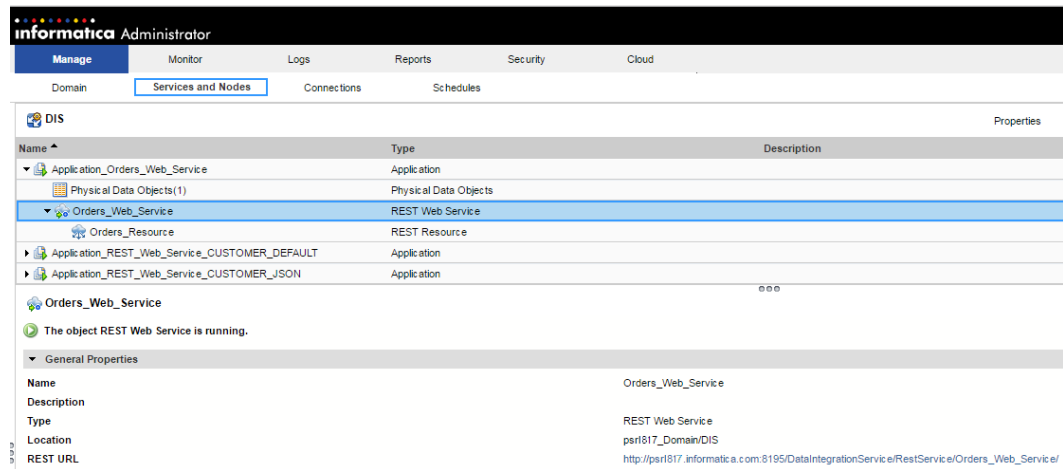 informatica Administrator
Manage Monitor Logs Reports Security Cloud
Domain Services and Nodes Connections Schedules
DIS Properties
Name Type Description
Application_Orders_Web_Service Application
Physical Data Objects(1) Physical Data Objects
Orders_Web_Service REST Web Service
Orders_Resource REST Resource
Application_REST_Web_Service_CUSTOMER_DEFAULT Application
Application_REST_Web_Service_CUSTOMER_JSON Application
Orders_Web_Service
The object REST Web Service is running.
General Properties
Name Orders_Web_Service
Description
Type REST Web Service
Location psrl817_Domain/DIS
REST URL http://psrl817.informatica.com:8195/DataIntegrationService/RestService/Orders_Web_Service/